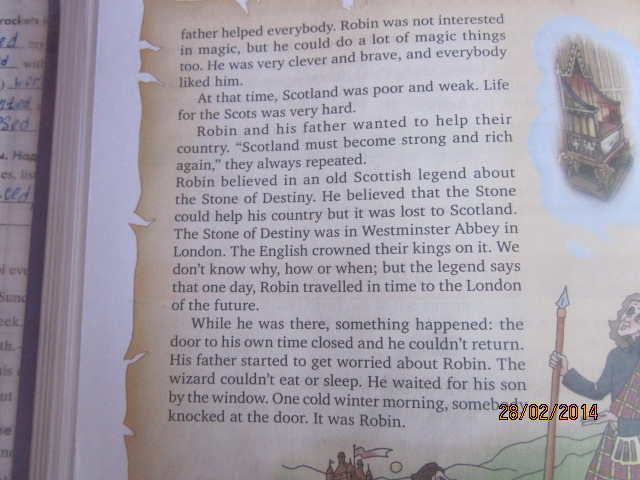 father helped everybody. Robin was not interested
in magic, but he could do a lot of magic things
too. He was very clever and brave, and everybody
liked him.
At that time, Scotland was poor and weak. Life
for the Scots was very hard.
Robin and his father wanted to help their
country. “Scotland must become strong and rich
again,” they always repeated.
Robin believed in an old Scottish legend about
the Stone of Destiny. He believed that the Stone
could help his country but it was lost to Scotland.
The Stone of Destiny was in Westminster Abbey in
London. The English crowned their kings on it. We
don’t know why, how or when; but the legend says
that one day, Robin travelled in time to the London
of the future.
While he was there, something happened: the
door to his own time closed and he couldn’t return.
His father started to get worried about Robin. The
wizard couldn’t eat or sleep. He waited for his son
by the window. One cold winter morning, somebody
knocked at the door. It was Robin.
28/02/2014